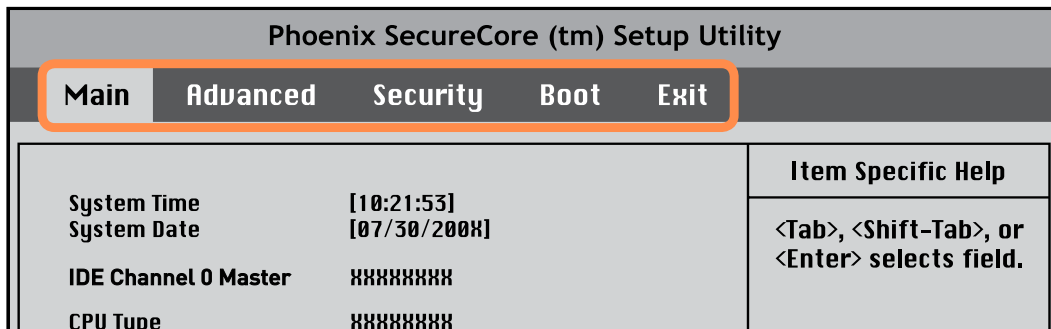 Phoenix SecureCore (tm) Setup Utility
Main Advanced Security Boot Exit
Item Specific Help
System Time [10:21:53]
System Date [07/30/200X]
<Tab>, <Shift-Tab>, or
<Enter> selects field.
IDE Channel 0 Master XXXXXXXX
CPU Type XXXXXXXX